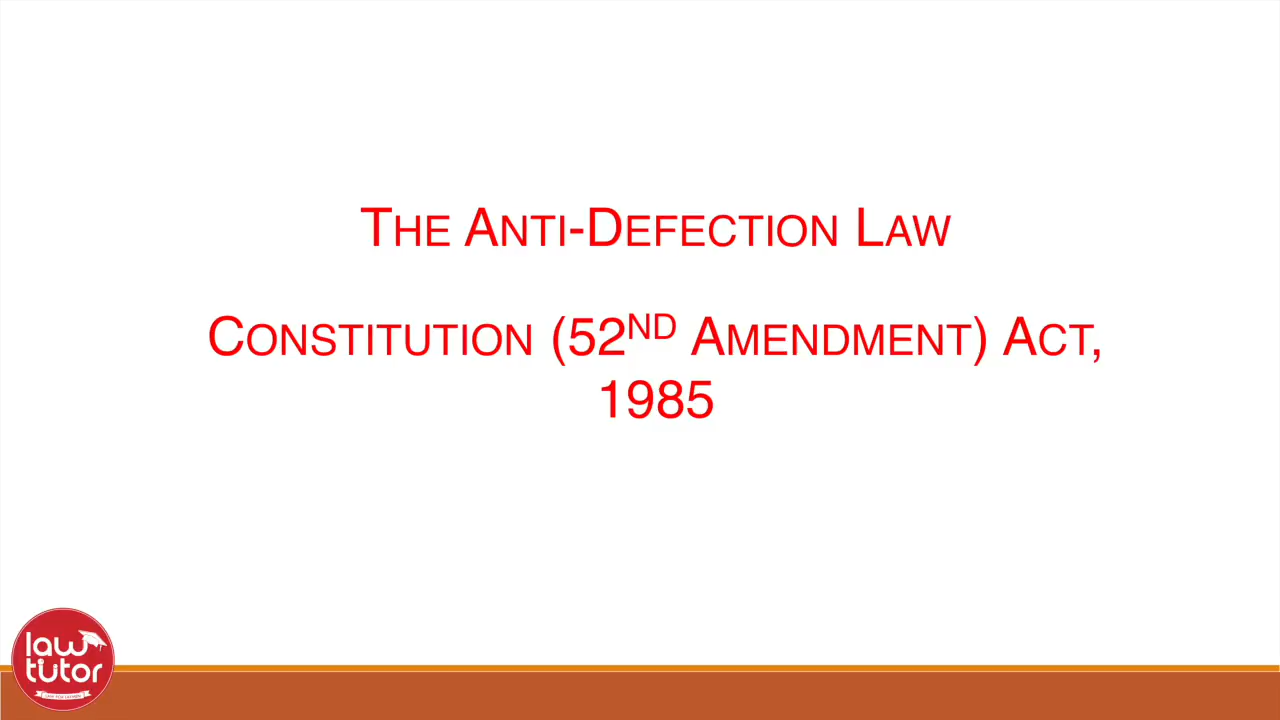 THE ANTI-DEFECTION LAW
CONSTITUTION (52ND AMENDMENT) ACT,
1985
law
tutor